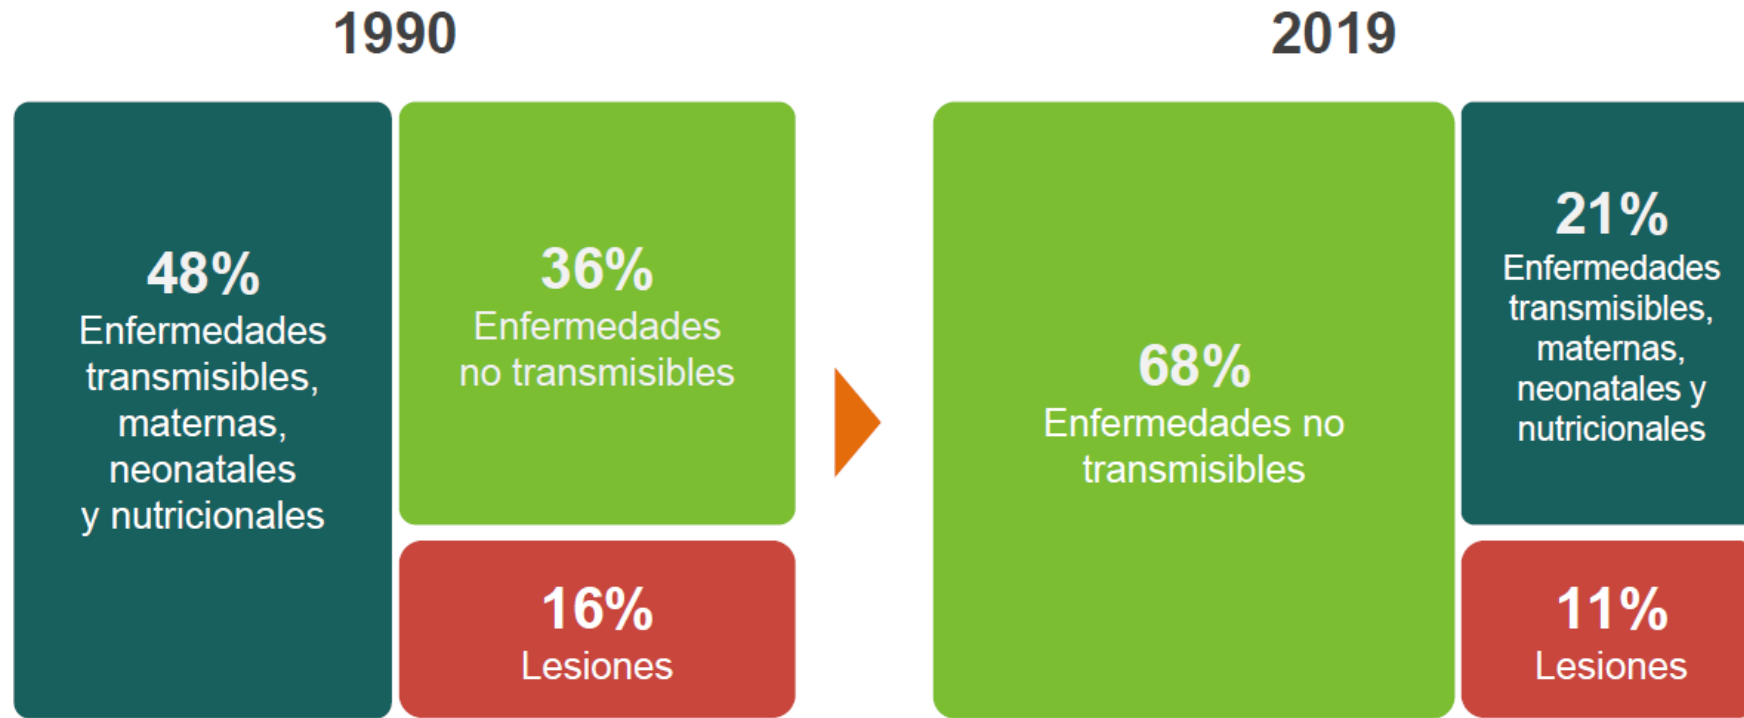 1990
48%
Enfermedades
transmisibles,
maternas,
neonatales
y nutricionales
36%
Enfermedades
no transmisibles
16%
Lesiones
2019
68%
Enfermedades no
transmisibles
21%
Enfermedades
transmisibles,
maternas,
neonatales y
nutricionales
11%
Lesiones